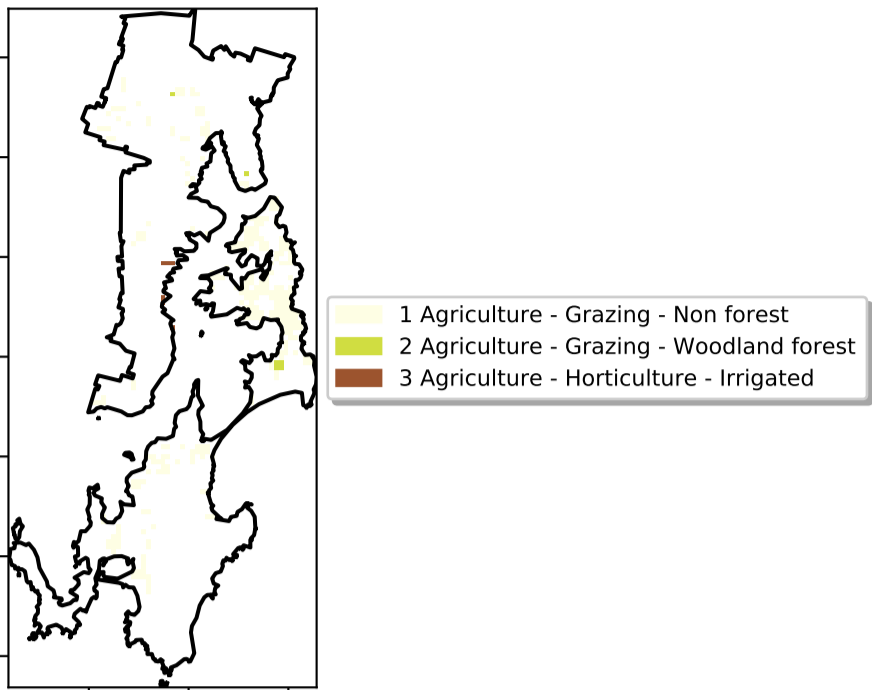 1 Agriculture - Grazing - Non forest
2 Agriculture - Grazing - Woodland forest
3 Agriculture - Horticulture - Irrigated